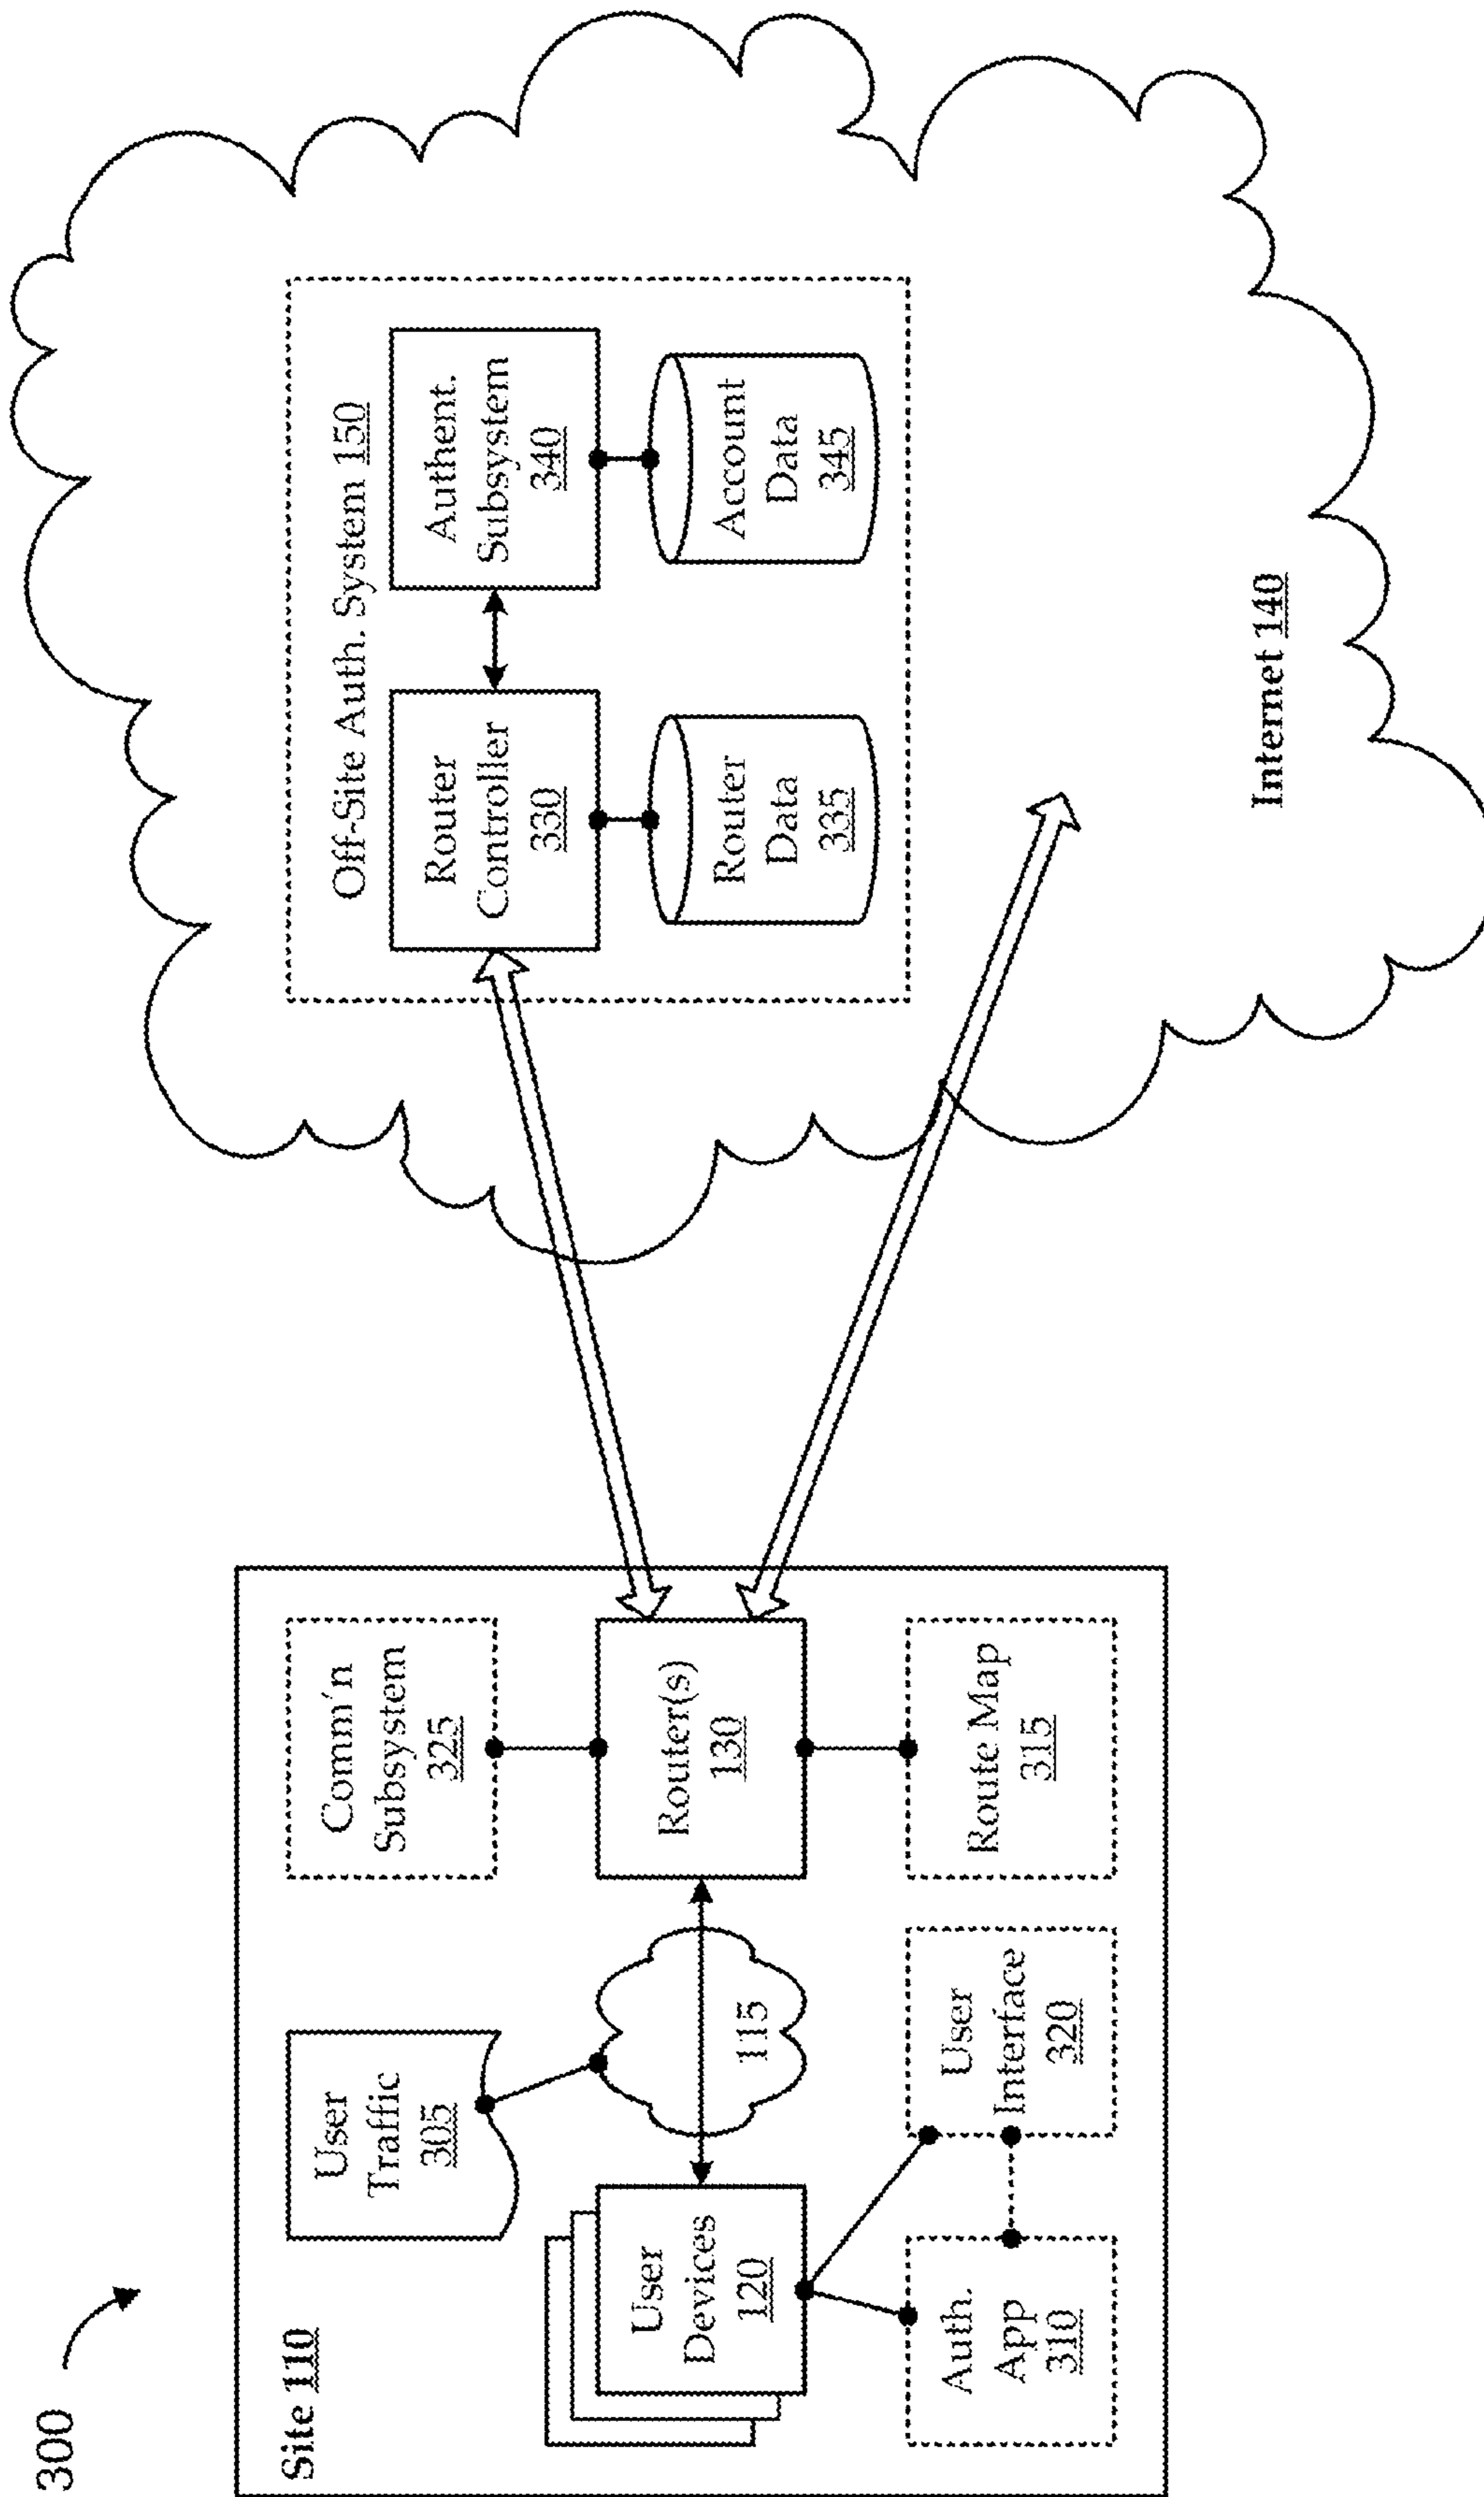 300
Site 110
User
Traffic
305
Comm'n
Subsystem
325
User
Devices
120
115
Router(s)
130
Auth.
App
310
User
Interface
320
Route Map
315
Off-Site Auth. System 150
Router
Controller
330
Authent.
Subsystem
340
Router
Data
335
Account
Data
345
Internet 140